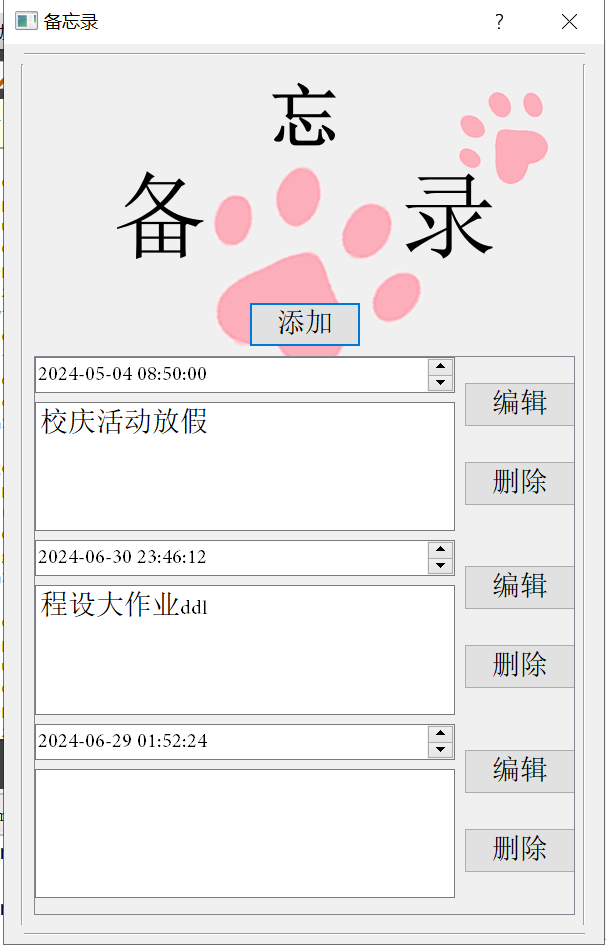 备忘录
?
备忘录
添加
2024-05-04 08:50:00
编辑
校庆活动放假
删除
2024-06-30 23:46:12
编辑
程设大作业ddl
删除
2024-06-29 01:52:24
编辑
删除